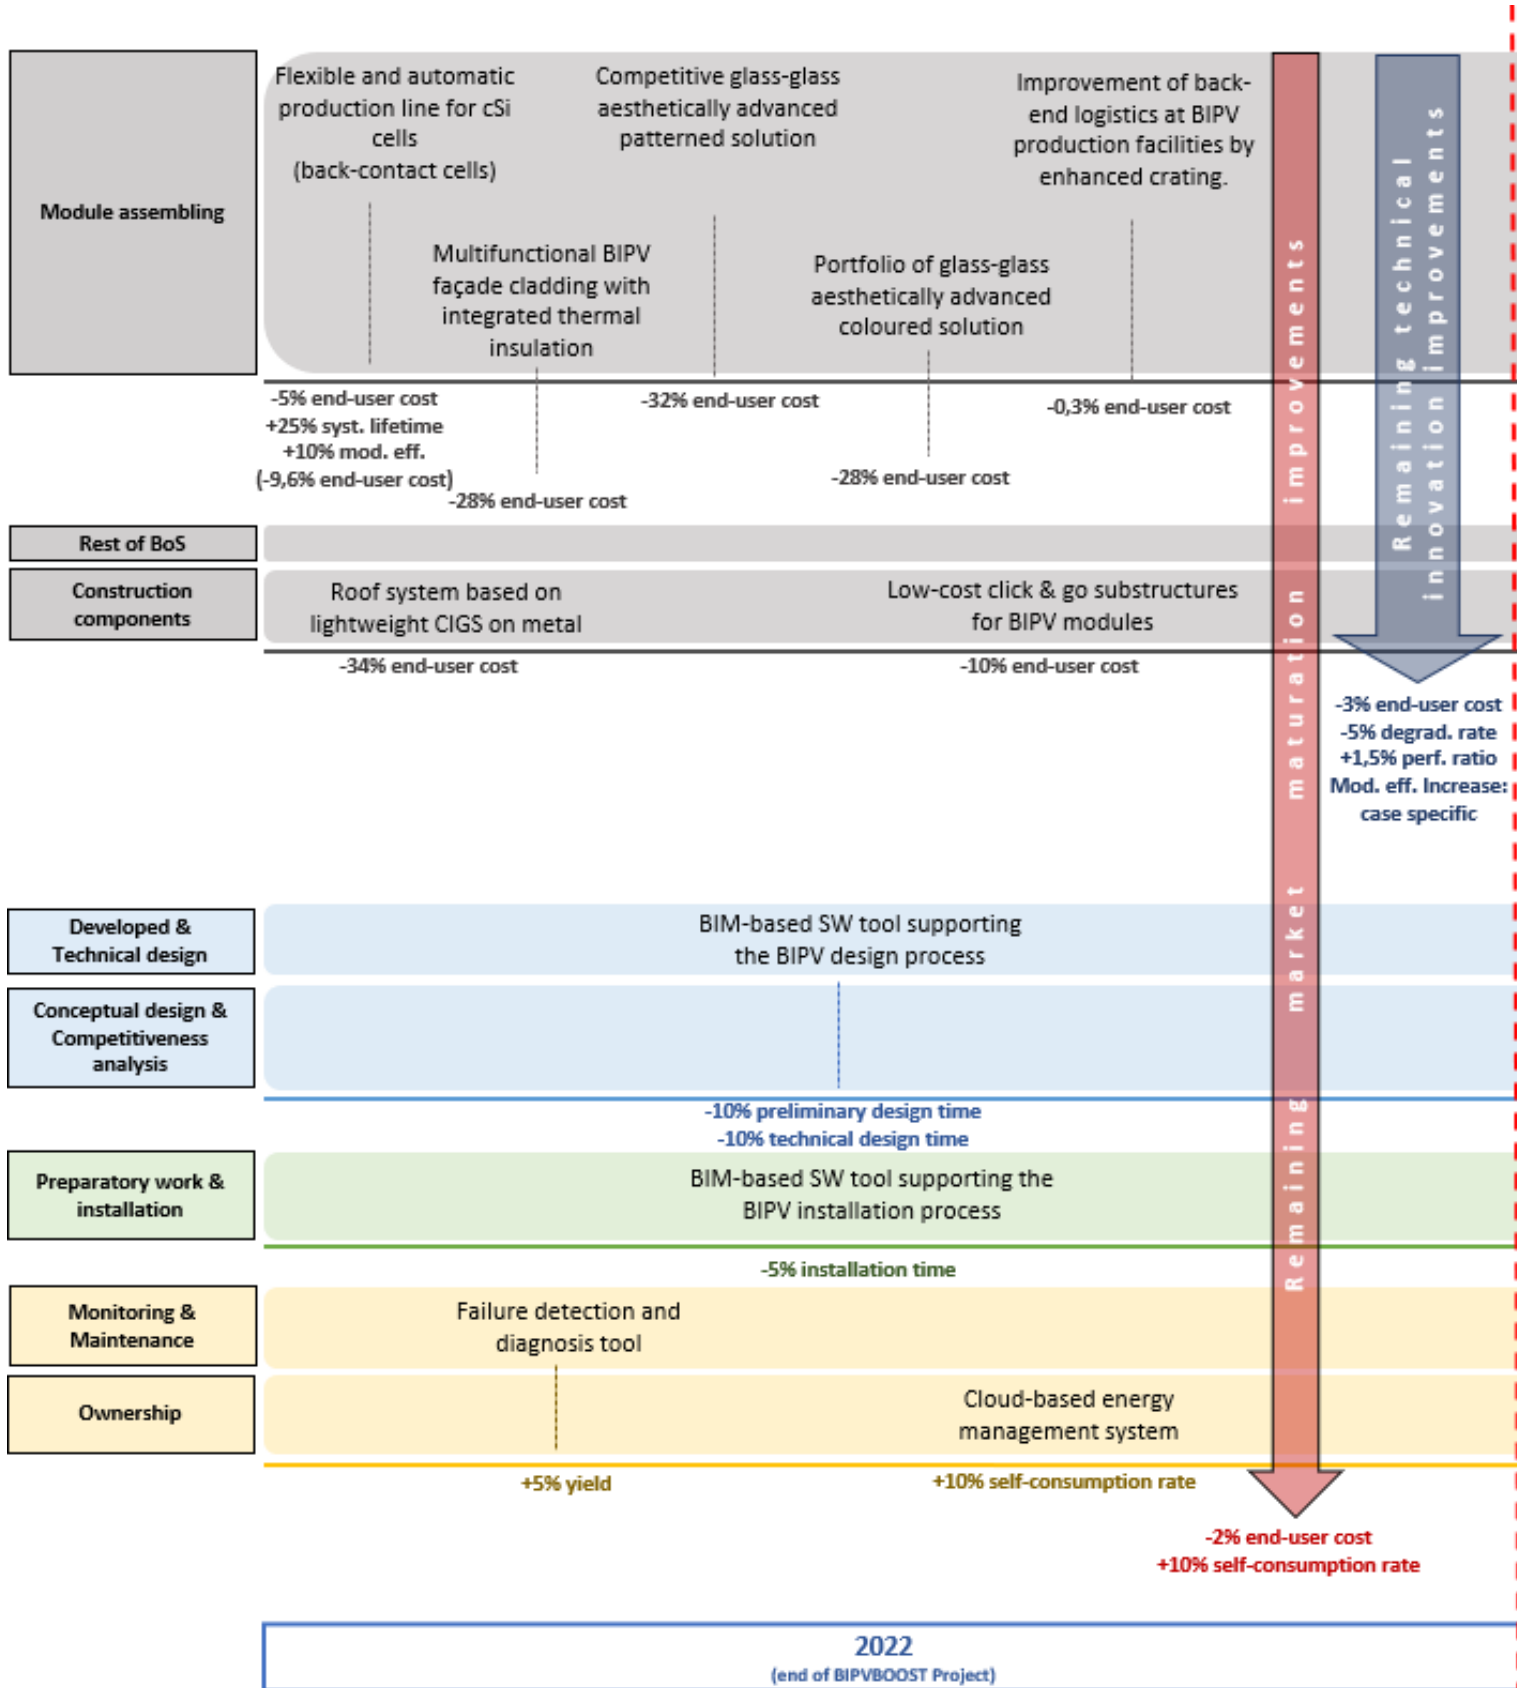 Module assembling
Flexible and automatic
production line for cSi
cells
(back-contact cells)
Multifunctional BIPV
façade cladding with
integrated thermal
insulation
Competitive glass-glass
aesthetically advanced
patterned solution
Portfolio of glass-glass
aesthetically advanced
coloured solution
Improvement of back-
end logistics at BIPV
production facilities by
enhanced crating.
-5% end-user cost
+25% syst. lifetime
+10% mod. eff.
(-9,6% end-user cost)
-28% end-user cost
-32% end-user cost
-28% end-user cost
-0,3% end-user cost
Remaining market maturation improvements
Remaining technical
innovation improvements
Rest of BoS
Construction
components
Roof system based on
lightweight CIGS on metal
Low-cost click & go substructures
for BIPV modules
-34% end-user cost
-10% end-user cost
-3% end-user cost
-5% degrad. rate
+1,5% perf. ratio
Mod. eff. Increase:
case specific
Developed &
Technical design
BIM-based SW tool supporting
the BIPV design process
Conceptual design &
Competitiveness
analysis
-10% preliminary design time
-10% technical design time
Preparatory work &
installation
BIM-based SW tool supporting the
BIPV installation process
-5% installation time
Monitoring &
Maintenance
Failure detection and
diagnosis tool
Ownership
Cloud-based energy
management system
+5% yield
+10% self-consumption rate
-2% end-user cost
+10% self-consumption rate
2022
(end of BIPVBOOST Project)